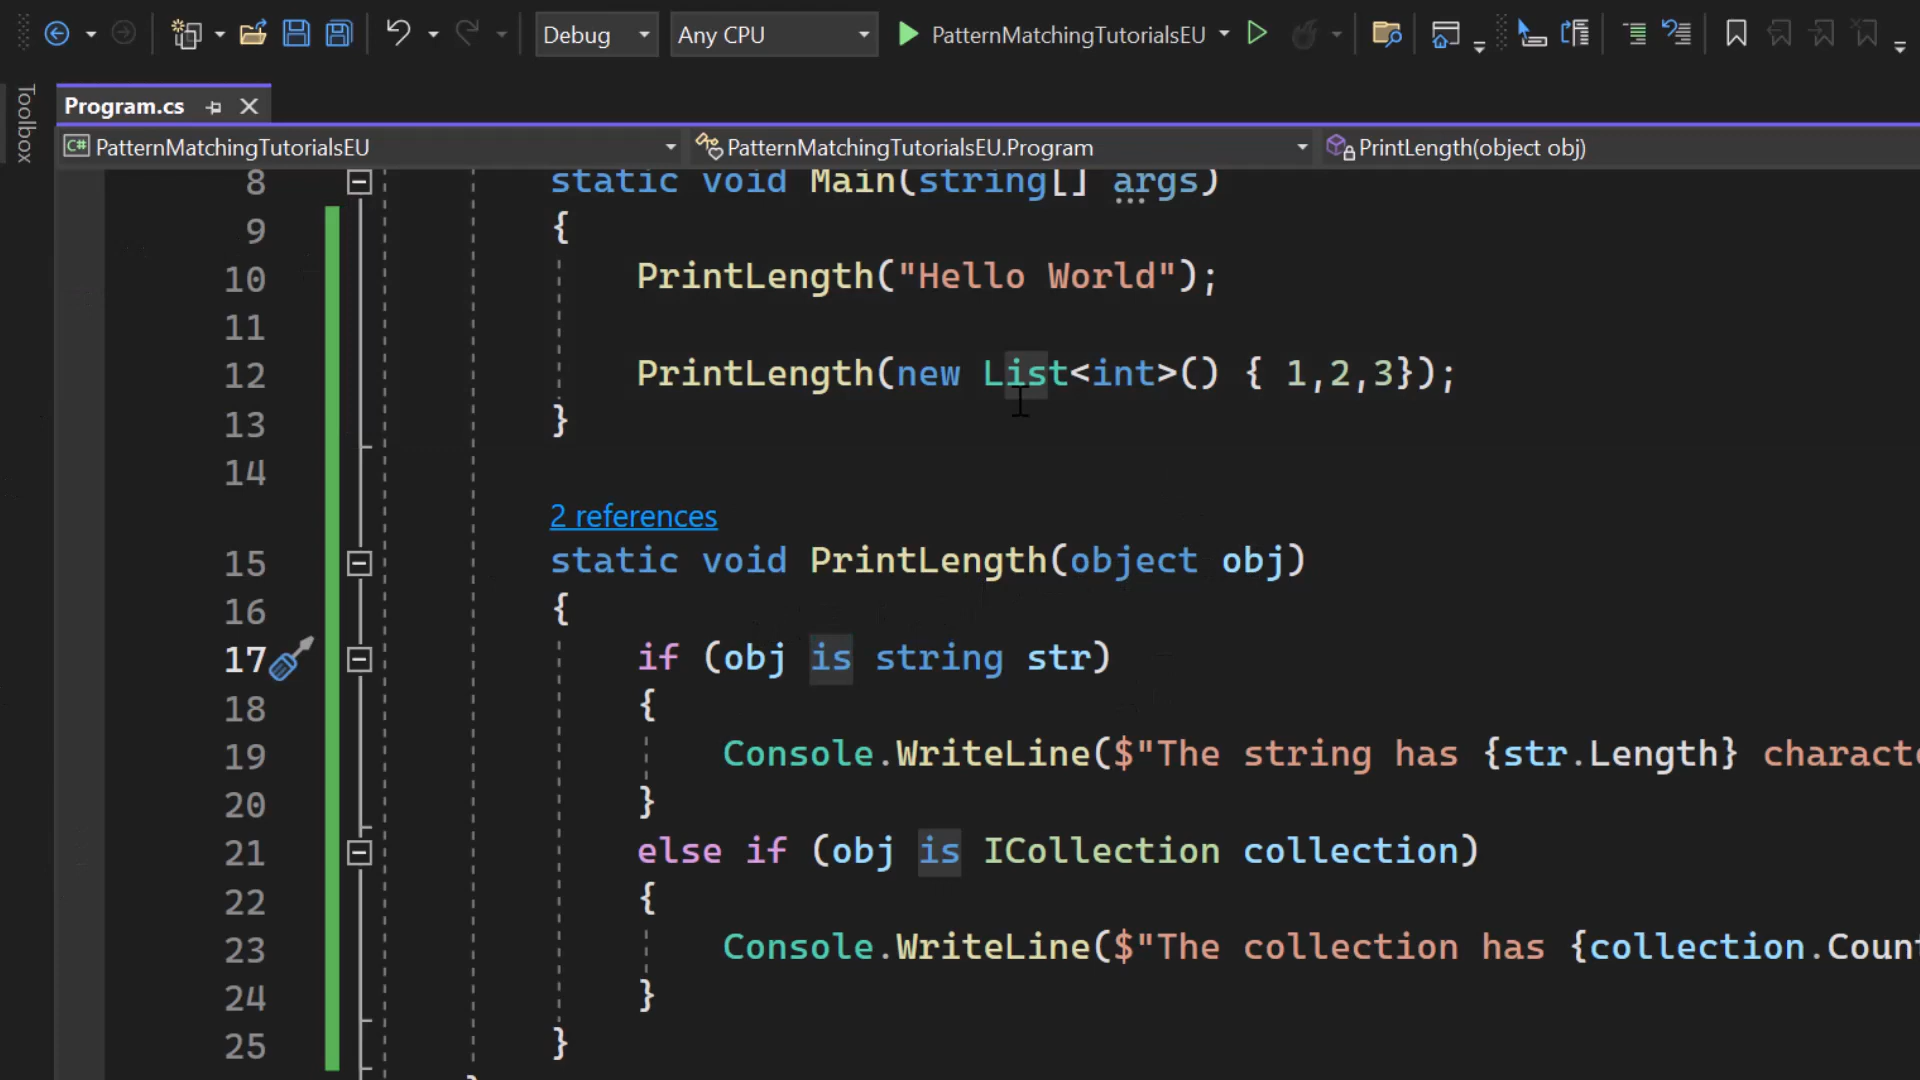 Debug Any CPU PatternMatchingTutorialsEU
Toolbox
Program.cs
C# PatternMatchingTutorialsEU PatternMatchingTutorialsEU.Program PrintLength(object obj)
8 static void Main(string[] args)
9 {
10 PrintLength("Hello World");
11
12 PrintLength(new List<int>() { 1,2,3});
13 }
14
2 references
15 static void PrintLength(object obj)
16 {
17 if (obj is string str)
18 {
19 Console.WriteLine($"The string has {str.Length}
20 }
21 else if (obj is ICollection collection)
22 {
23 Console.WriteLine($"The collection has {collection.Count
24 }
25 }